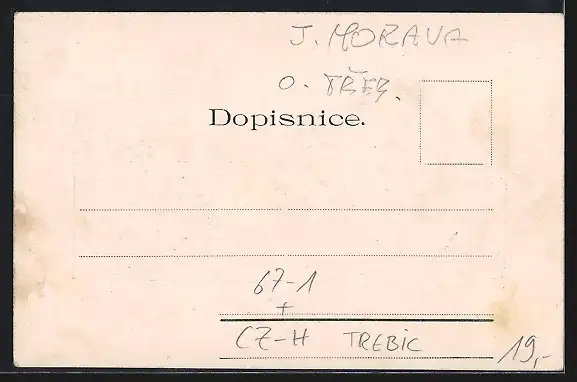 J. MORAVA
O. TŘEB.
Dopisnice.
67-1
+
CZ-H TREBIC
19,-